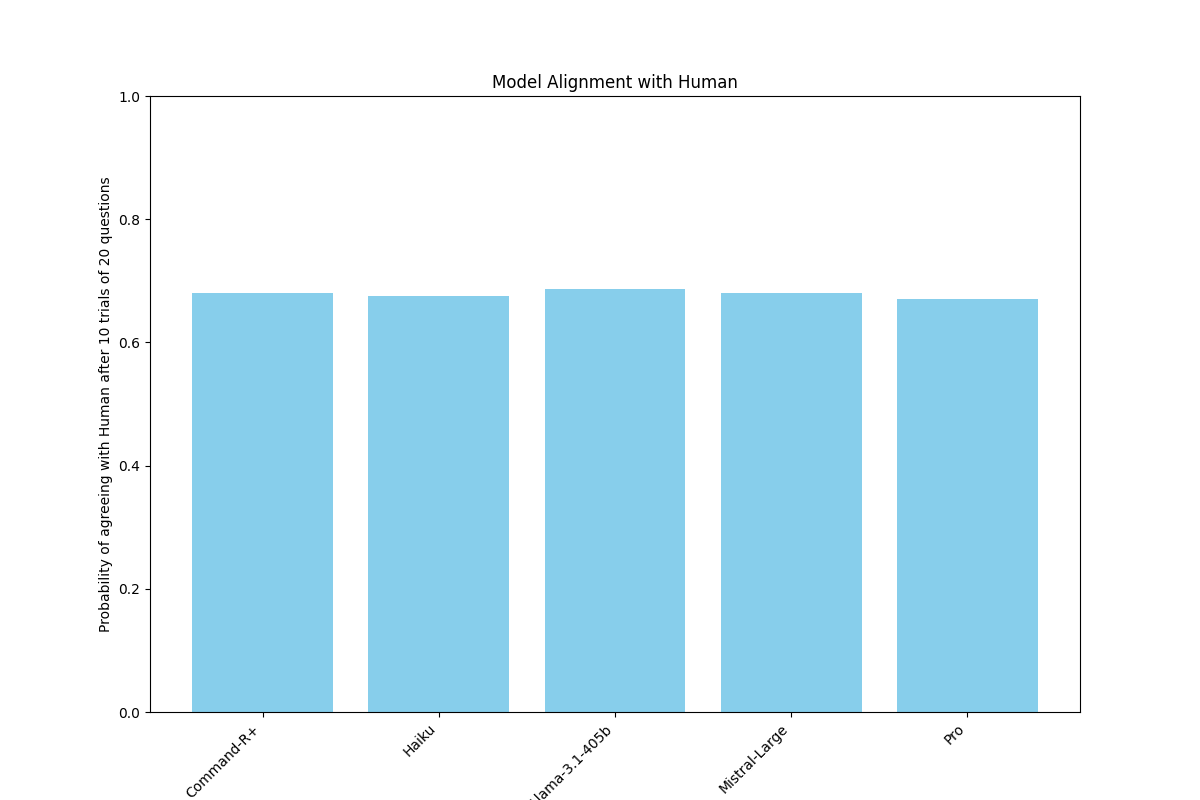 Model Alignment with Human
Probability of agreeing with Human after 10 trials of 20 questions
1.0
0.8
0.6
0.4
0.2
0.0
Command-R+
Haiku
lama-3.1-405b
Mistral-Large
Pro